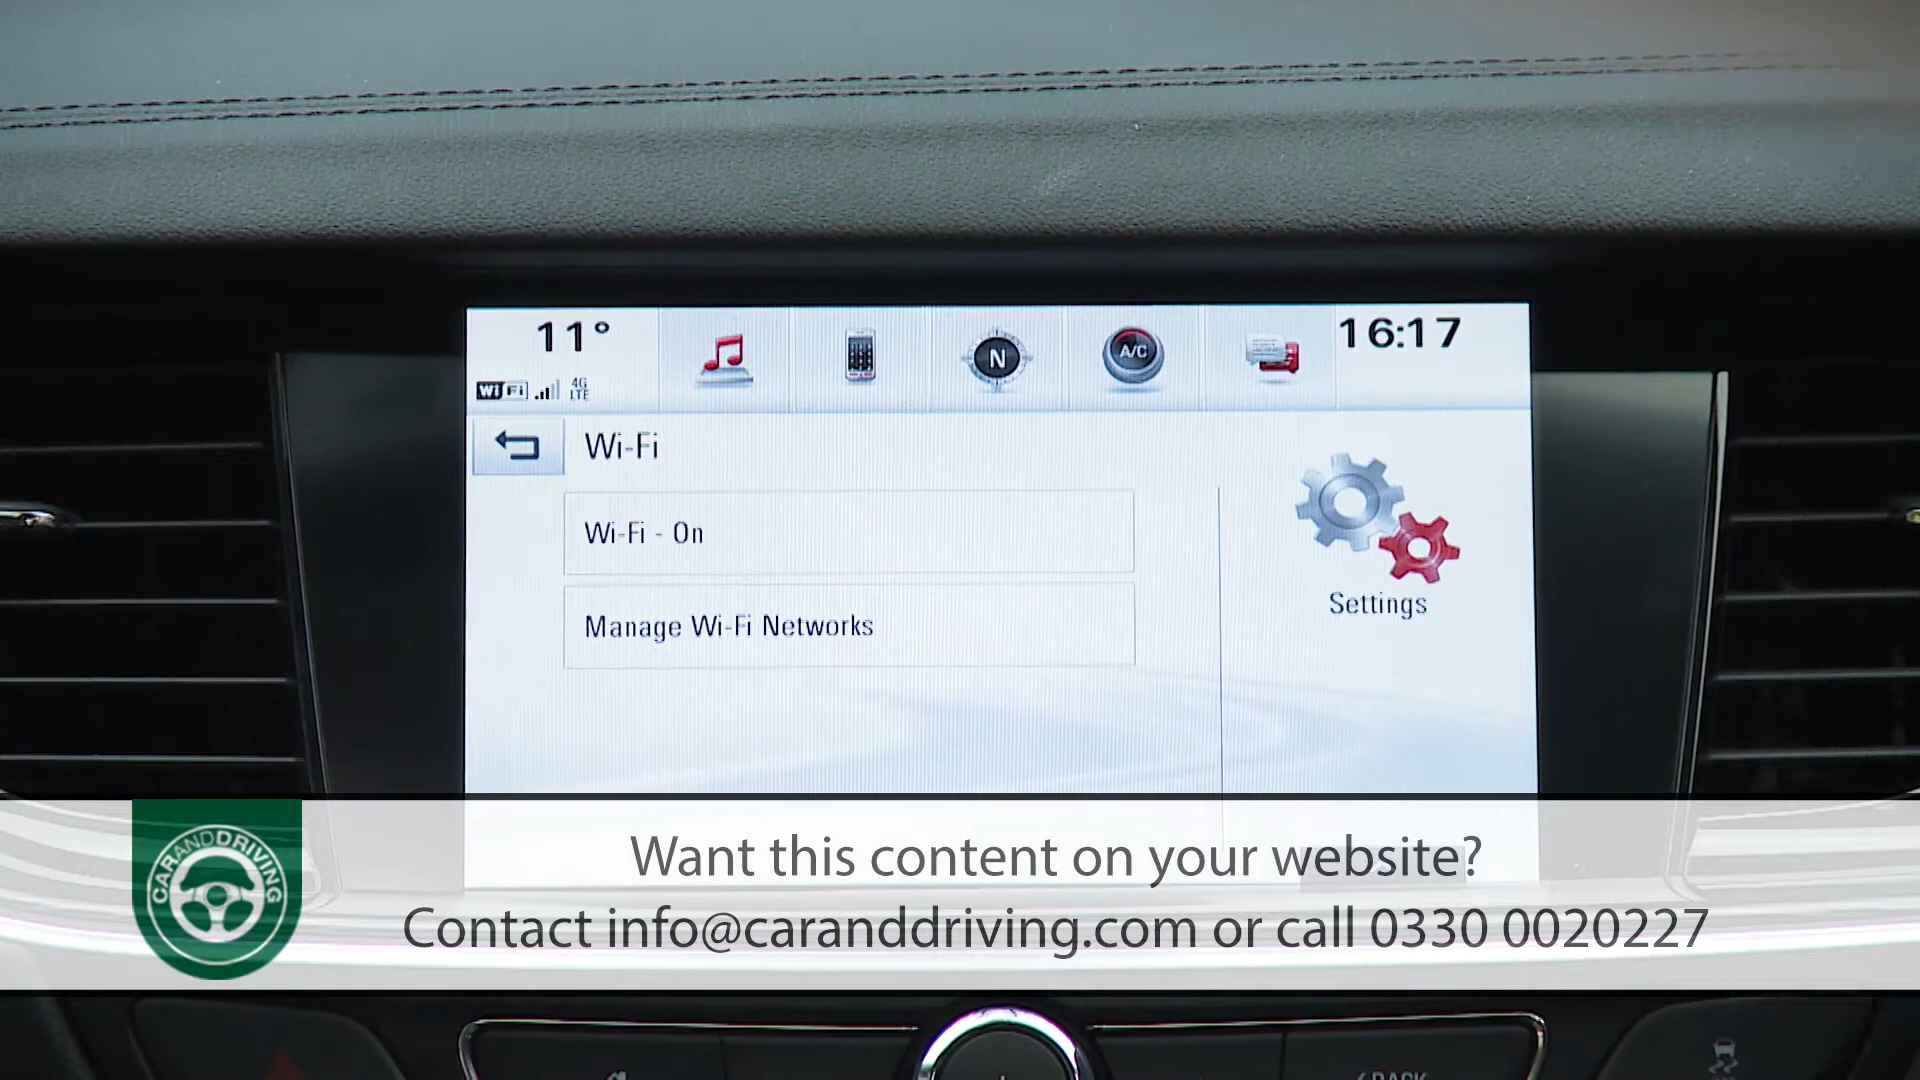 11° 16:17
WiFi 4G LTE
N
A/C
Wi-Fi
Wi-Fi - On
Manage Wi-Fi Networks
Settings
CARANDDRIVING
Want this content on your website?
Contact info@caranddriving.com or call 0330 0020227
BACK